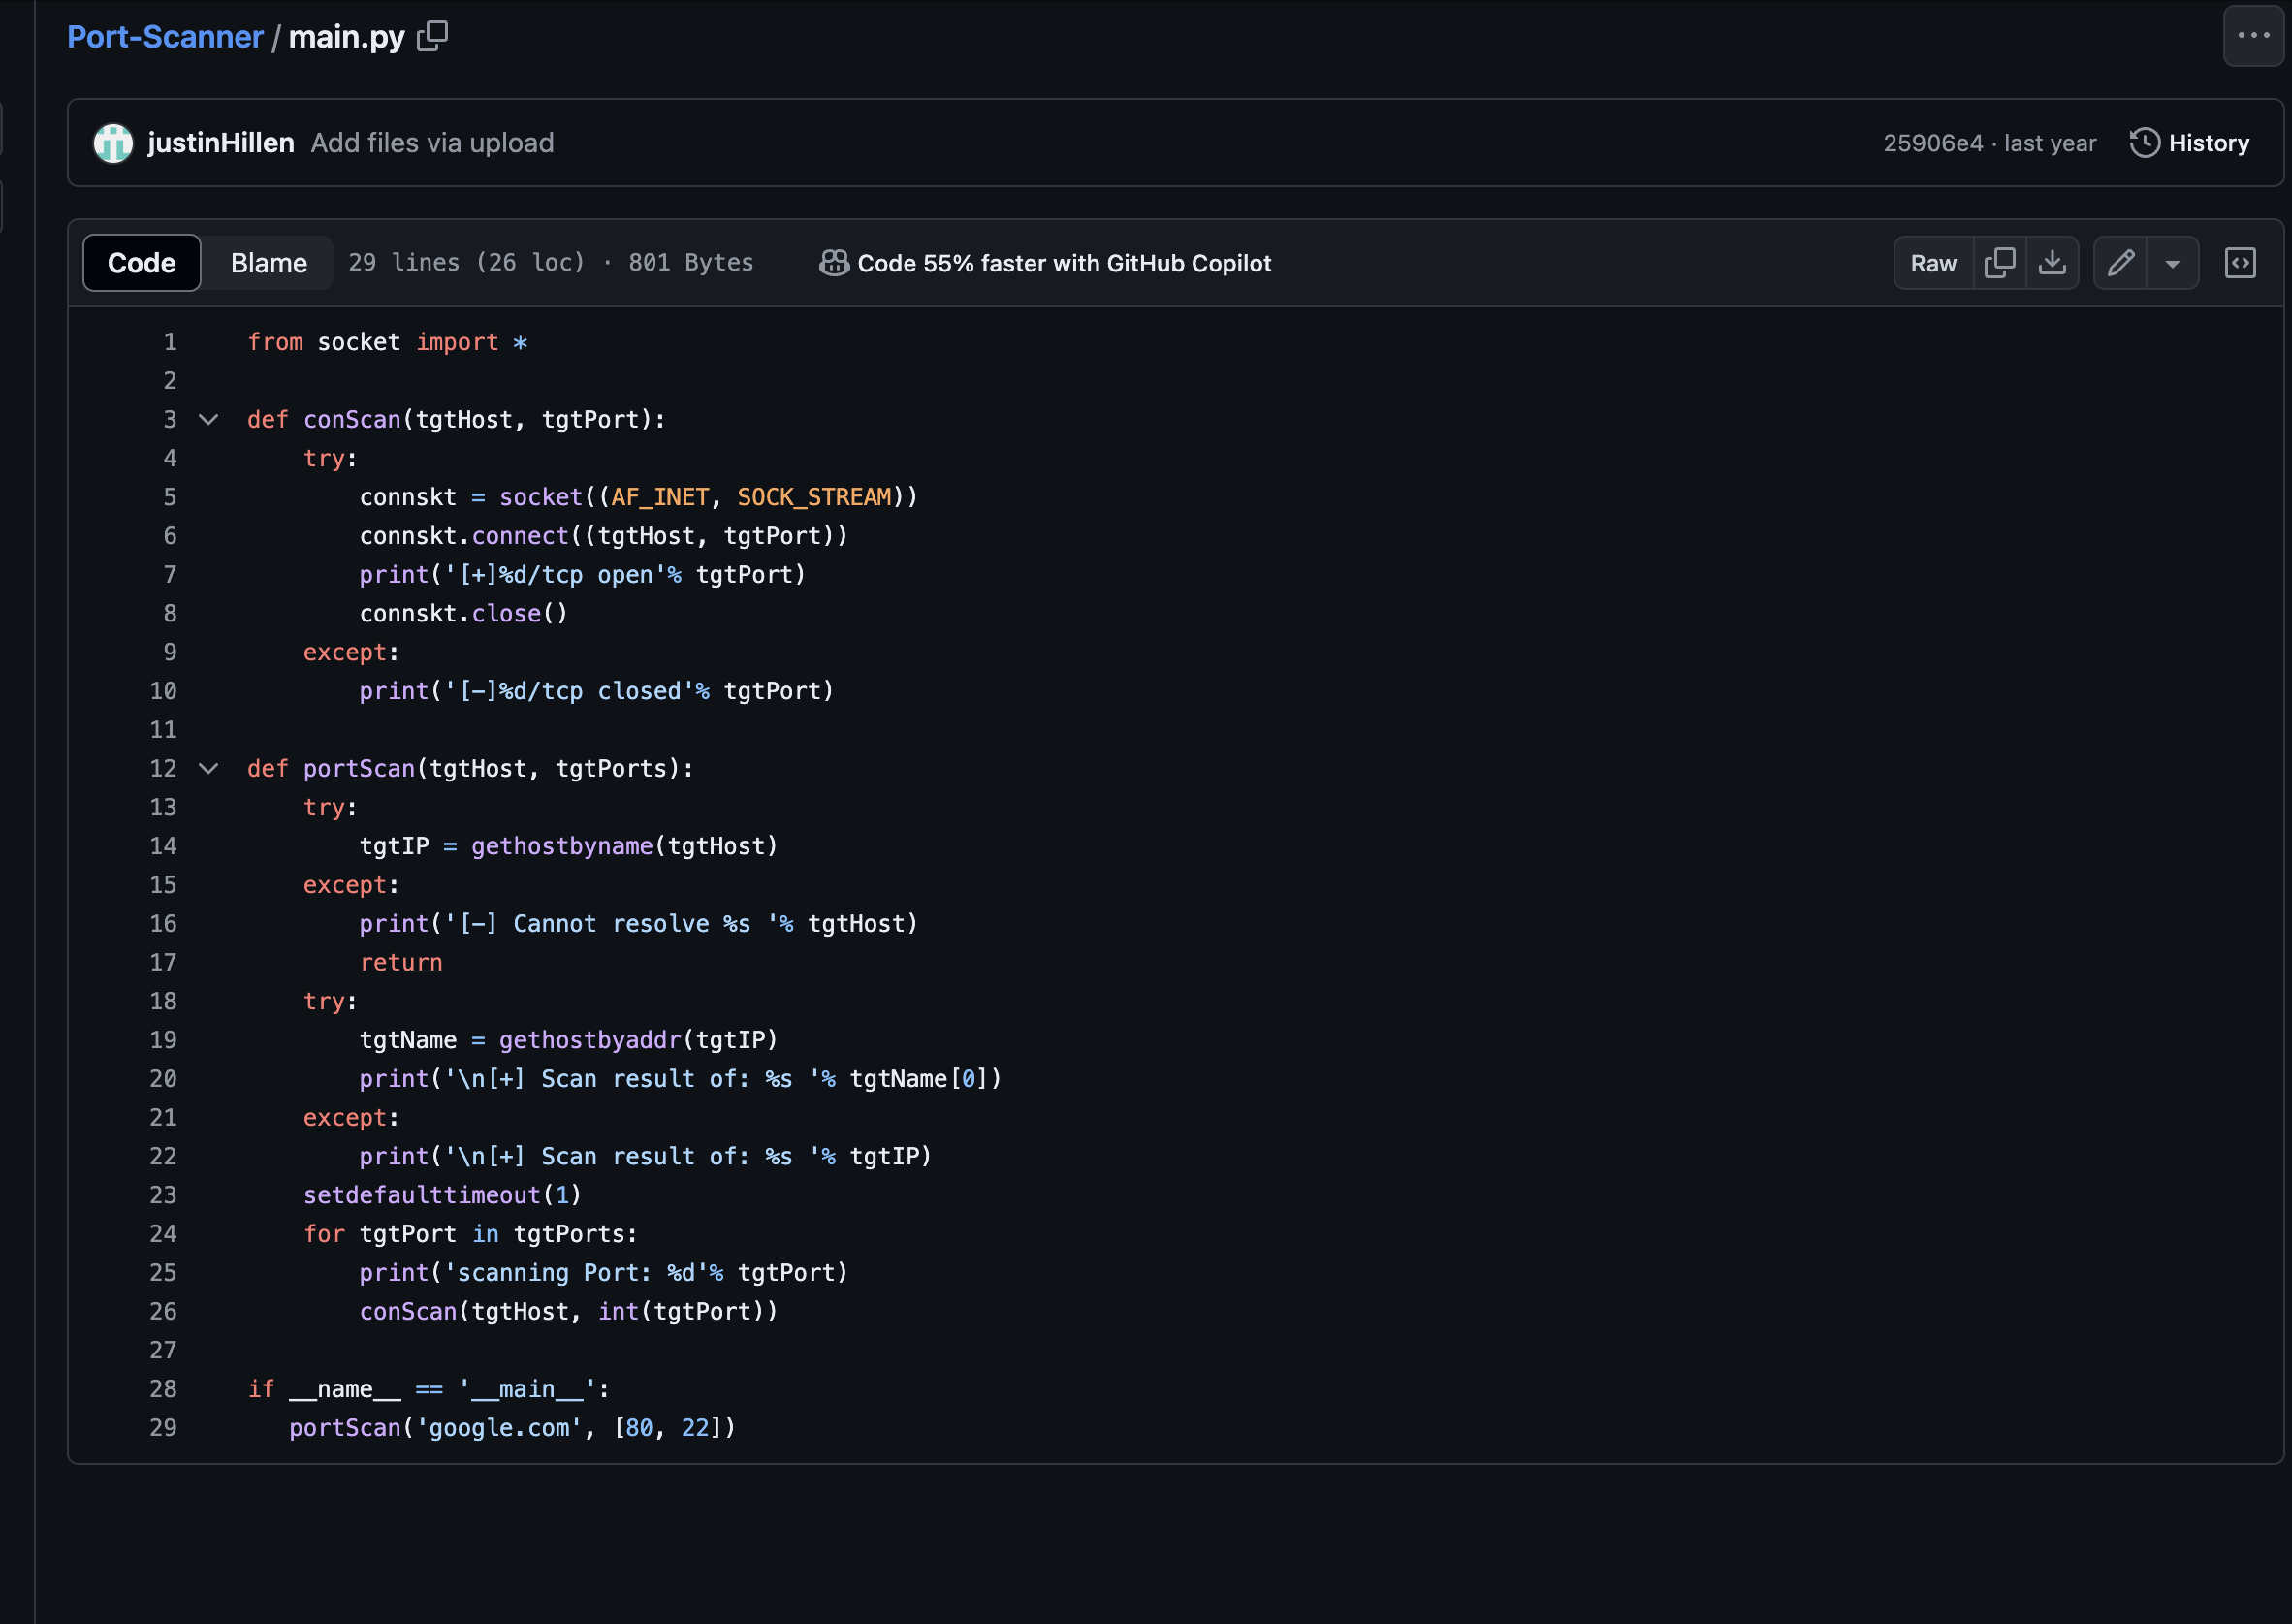 Port-Scanner / main.py
justinHillen Add files via upload 25906e4 · last year History
Code Blame 29 lines (26 loc) · 801 Bytes Code 55% faster with GitHub Copilot Raw
1 from socket import *
2
3 def conScan(tgtHost, tgtPort):
4     try:
5         connskt = socket((AF_INET, SOCK_STREAM))
6         connskt.connect((tgtHost, tgtPort))
7         print('[+]%d/tcp open'% tgtPort)
8         connskt.close()
9     except:
10         print('[-]%d/tcp closed'% tgtPort)
11
12 def portScan(tgtHost, tgtPorts):
13     try:
14         tgtIP = gethostbyname(tgtHost)
15     except:
16         print('[-] Cannot resolve %s '% tgtHost)
17         return
18     try:
19         tgtName = gethostbyaddr(tgtIP)
20         print('\n[+] Scan result of: %s '% tgtName[0])
21     except:
22         print('\n[+] Scan result of: %s '% tgtIP)
23     setdefaulttimeout(1)
24     for tgtPort in tgtPorts:
25         print('scanning Port: %d'% tgtPort)
26         conScan(tgtHost, int(tgtPort))
27
28 if __name__ == '__main__':
29    portScan('google.com', [80, 22])